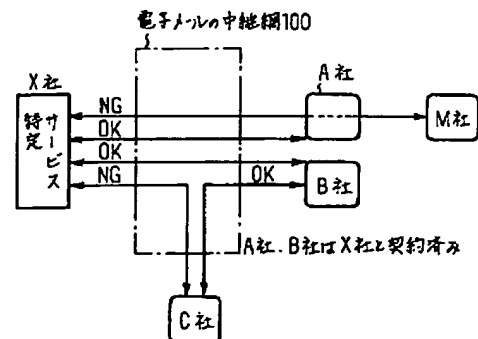 電子メールの中継網100
X社
A社
NG
M社
特定
サービス
OK
OK
NG
OK
B社
A社、B社はX社と契約済み
C社